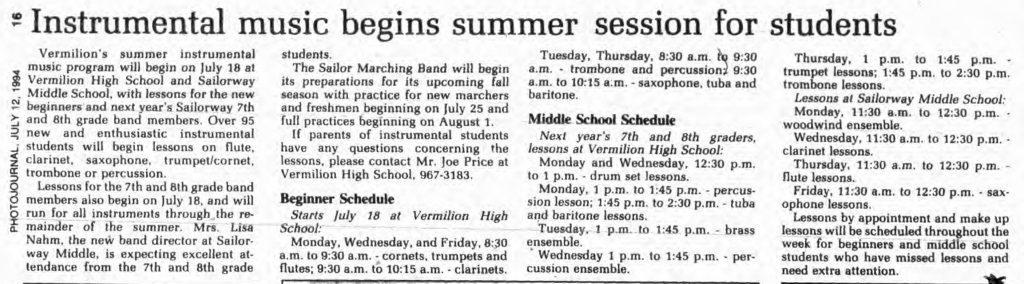 16
PHOTOJOURNAL, JULY 12, 1994
Instrumental music begins summer session for students
Vermilion's summer instrumental
music program will begin on July 18 at
Vermilion High School and Sailorway
Middle School, with lessons for the new
beginners and next year's Sailorway 7th
and 8th grade band members. Over 95
new and enthusiastic instrumental
students will begin lessons on flute,
clarinet, saxophone, trumpet/cornet,
trombone or percussion.
Lessons for the 7th and 8th grade band
members also begin on July 18, and will
run for all instruments through the re-
mainder of the summer. Mrs. Lisa
Nahm, the new band director at Sailor-
way Middle, is expecting excellent at-
tendance from the 7th and 8th grade
students.
The Sailor Marching Band will begin
its preparations for its upcoming fall
season with practice for new marchers
and freshmen beginning on July 25 and
full practices beginning on August 1.
If parents of instrumental students
have any questions concerning the
lessons, please contact Mr. Joe Price at
Vermilion High School, 967-3183.
Beginner Schedule
Starts July 18 at Vermilion High
School:
Monday, Wednesday, and Friday, 8:30
a.m. to 9:30 a.m. - cornets, trumpets and
flutes; 9:30 a.m. to 10:15 a.m. - clarinets.
Tuesday, Thursday, 8:30 a.m. to 9:30
a.m. - trombone and percussion; 9:30
a.m. to 10:15 a.m. - saxophone, tuba and
baritone.
Middle School Schedule
Next year's 7th and 8th graders,
lessons at Vermilion High School:
Monday and Wednesday, 12:30 p.m.
to 1 p.m. - drum set lessons.
Monday, 1 p.m. to 1:45 p.m. - percus-
sion lesson; 1:45 p.m. to 2:30 p.m. - tuba
and baritone lessons.
Tuesday, 1 p.m. to 1:45 p.m. - brass
ensemble.
Wednesday 1 p.m. to 1:45 p.m. - per-
cussion ensemble.
Thursday, 1 p.m. to 1:45 p.m. -
trumpet lessons; 1:45 p.m. to 2:30 p.m.
trombone lessons.
Lessons at Sailorway Middle School:
Monday, 11:30 a.m. to 12:30 p.m. -
woodwind ensemble.
Wednesday, 11:30 a.m. to 12:30 p.m. -
clarinet lessons.
Thursday, 11:30 a.m. to 12:30 p.m. -
flute lessons.
Friday, 11:30 a.m. to 12:30 p.m. - sax-
ophone lessons.
Lessons by appointment and make up
lessons will be scheduled throughout the
week for beginners and middle school
students who have missed lessons and
need extra attention.